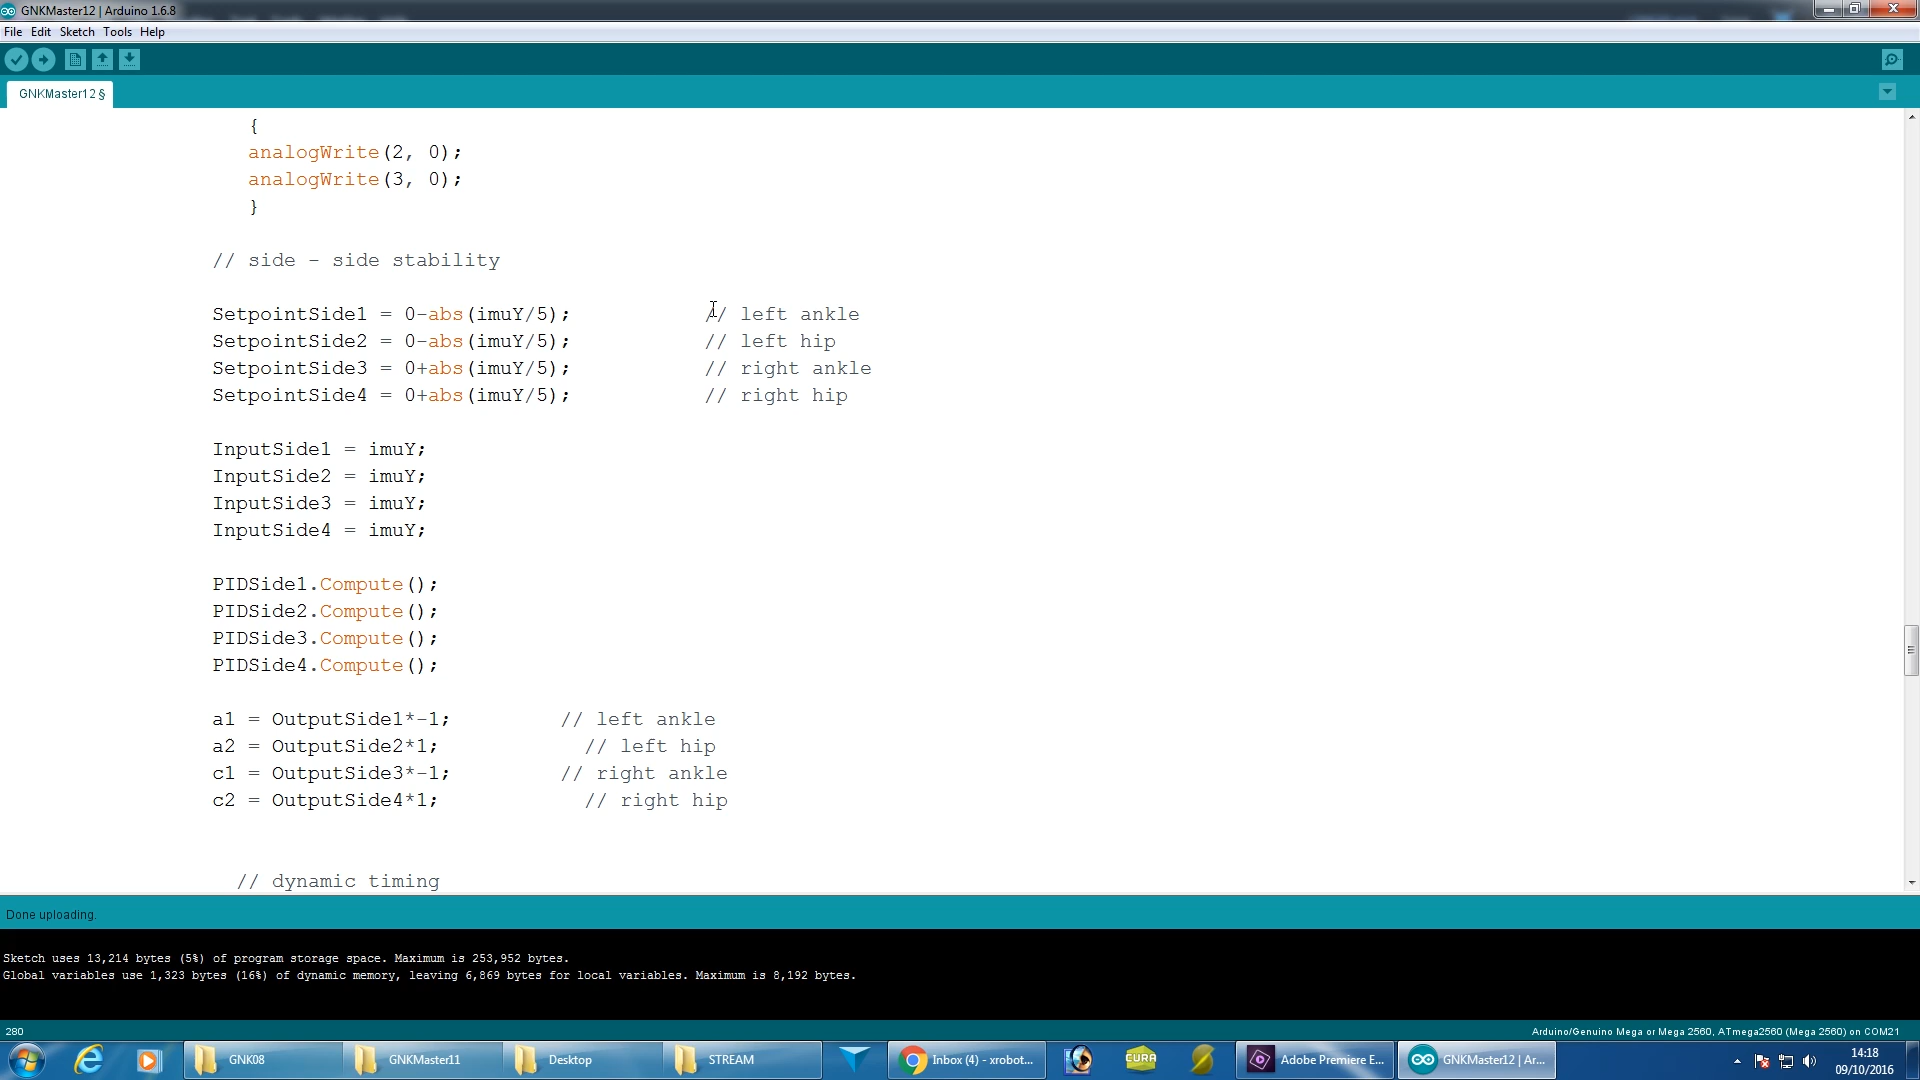 GNKMaster12 | Arduino 1.6.8
File Edit Sketch Tools Help
GNKMaster12 §
{
analogWrite(2, 0);
analogWrite(3, 0);
}
// side - side stability
SetpointSide1 = 0-abs(imuY/5); // left ankle
SetpointSide2 = 0-abs(imuY/5); // left hip
SetpointSide3 = 0+abs(imuY/5); // right ankle
SetpointSide4 = 0+abs(imuY/5); // right hip
InputSide1 = imuY;
InputSide2 = imuY;
InputSide3 = imuY;
InputSide4 = imuY;
PIDSide1.Compute();
PIDSide2.Compute();
PIDSide3.Compute();
PIDSide4.Compute();
a1 = OutputSide1*-1; // left ankle
a2 = OutputSide2*1; // left hip
c1 = OutputSide3*-1; // right ankle
c2 = OutputSide4*1; // right hip
// dynamic timing
Done uploading.
Sketch uses 13,214 bytes (5%) of program storage space. Maximum is 253,952 bytes.
Global variables use 1,323 bytes (16%) of dynamic memory, leaving 6,869 bytes for local variables. Maximum is 8,192 bytes.
280 Arduino/Genuino Mega or Mega 2560, ATmega2560 (Mega 2560) on COM21
GNK08 GNKMaster11 Desktop STREAM Inbox (4) - xrobot... CURA Adobe Premiere E... GNKMaster12 | Ar... 14:18
09/10/2016